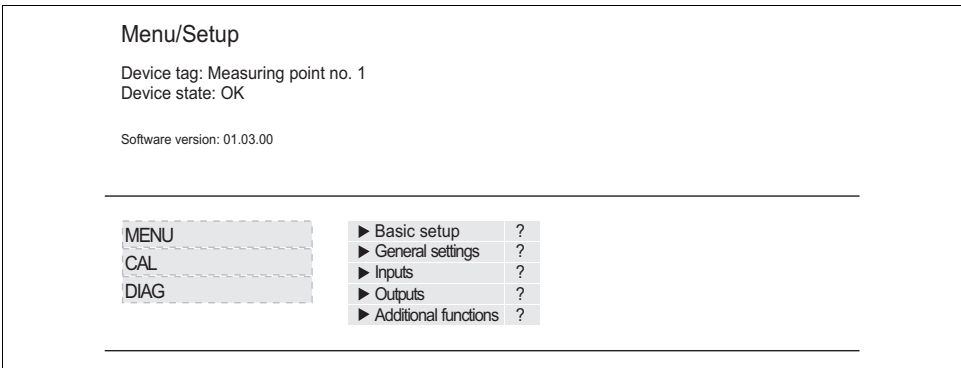 Menu/Setup
Device tag: Measuring point no. 1
Device state: OK
Software version: 01.03.00
MENU
CAL
DIAG
▶ Basic setup ?
▶ General settings ?
▶ Inputs ?
▶ Outputs ?
▶ Additional functions ?